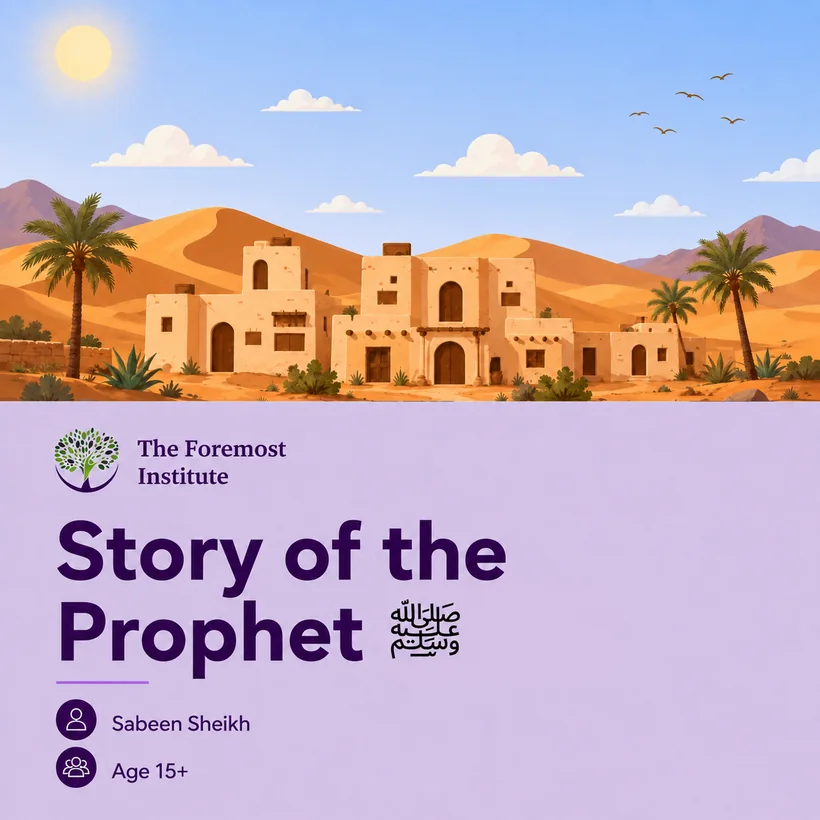 The Foremost
Institute
Story of the
Prophet ﷺ
Sabeen Sheikh
Age 15+